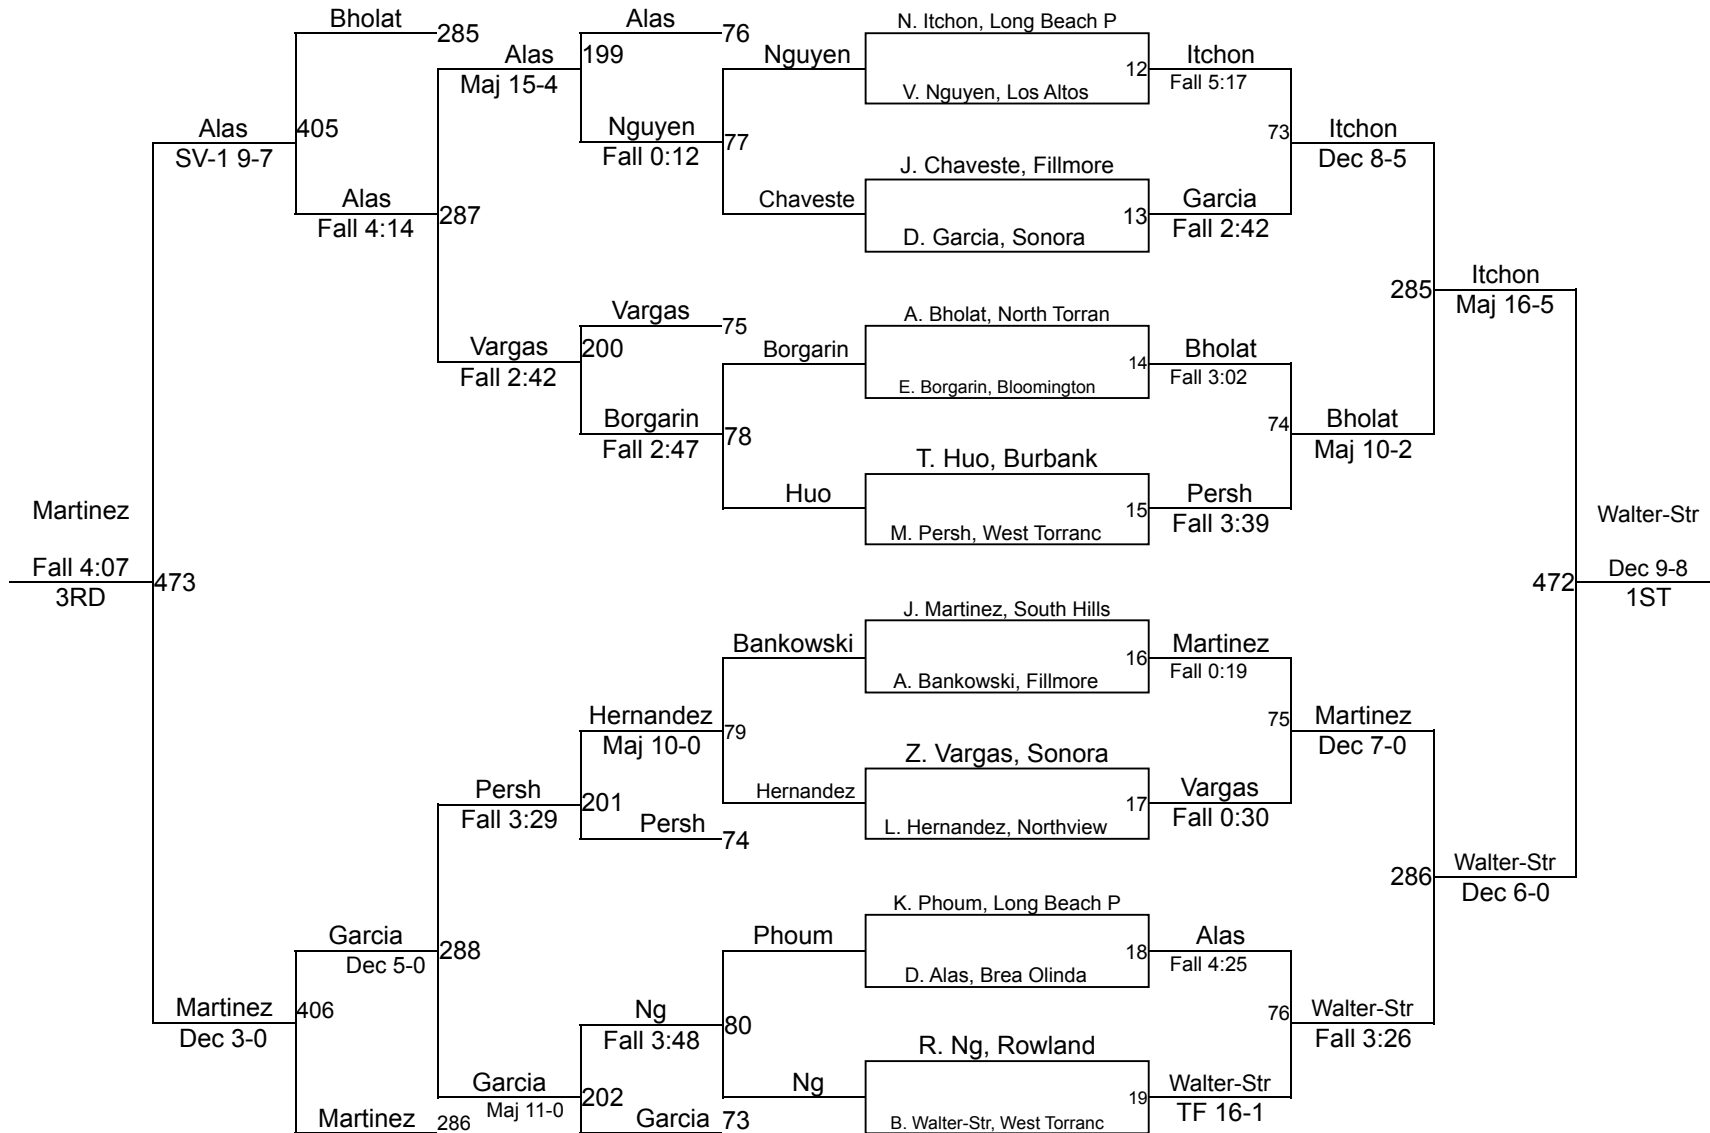 Bholat
285
Alas
76
N. Itchon, Long Beach P
Alas
199
Maj 15-4
Nguyen
12
Itchon
Fall 5:17
V. Nguyen, Los Altos
Alas
405
SV-1 9-7
Nguyen
77
Fall 0:12
73
Itchon
Dec 8-5
J. Chaveste, Fillmore
Alas
287
Fall 4:14
Chaveste
13
Garcia
Fall 2:42
D. Garcia, Sonora
285
Itchon
Maj 16-5
Vargas
75
A. Bholat, North Torran
Vargas
200
Fall 2:42
Borgarin
14
Bholat
Fall 3:02
E. Borgarin, Bloomington
Borgarin
78
Fall 2:47
74
Bholat
Maj 10-2
T. Huo, Burbank
Huo
15
Persh
Fall 3:39
M. Persh, West Torranc
Martinez
Fall 4:07
473
3RD
Walter-Str
472
Dec 9-8
1ST
J. Martinez, South Hills
Bankowski
16
Martinez
Fall 0:19
A. Bankowski, Fillmore
Hernandez
79
Maj 10-0
75
Martinez
Dec 7-0
Z. Vargas, Sonora
Persh
201
Fall 3:29
Hernandez
17
Vargas
Fall 0:30
Persh
74
L. Hernandez, Northview
286
Walter-Str
Dec 6-0
K. Phoum, Long Beach P
Garcia
288
Dec 5-0
Phoum
18
Alas
Fall 4:25
D. Alas, Brea Olinda
Martinez
406
Dec 3-0
Ng
80
Fall 3:48
76
Walter-Str
Fall 3:26
R. Ng, Rowland
Garcia
202
Maj 11-0
Ng
19
Walter-Str
TF 16-1
Martinez
286
Garcia
73
B. Walter-Str, West Torranc